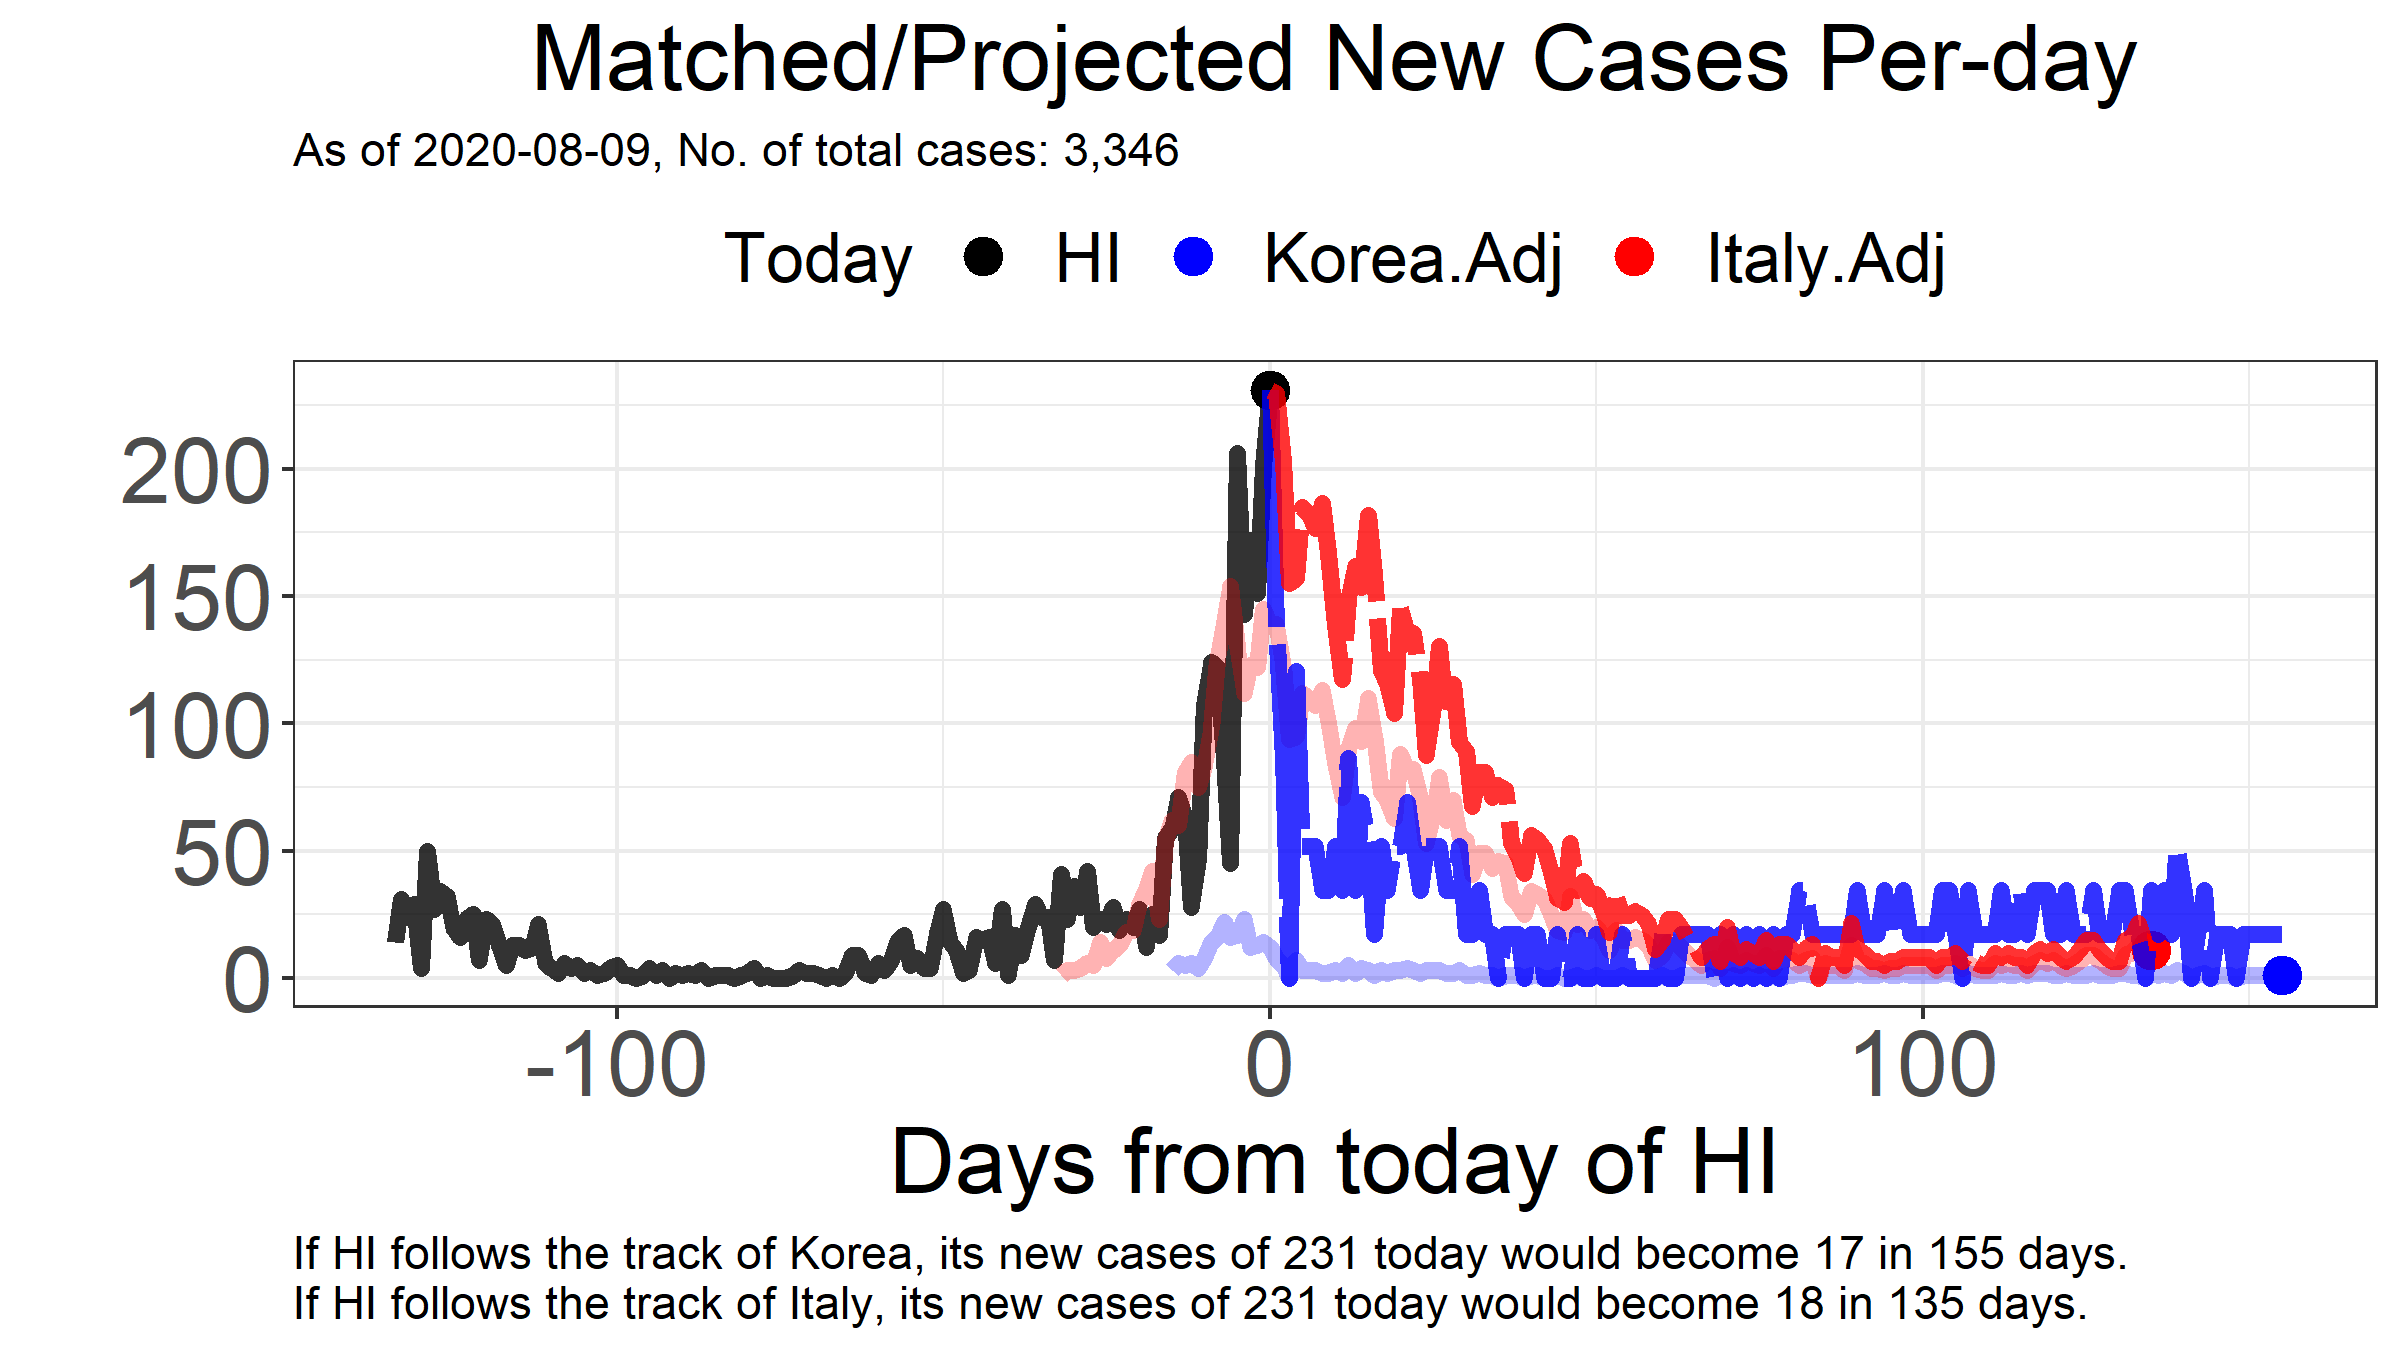 Matched/Projected New Cases Per-day
As of 2020-08-09, No. of total cases: 3,346
Today HI Korea.Adj Italy.Adj
200
150
100
50
0
-100 0 100
Days from today of HI
If HI follows the track of Korea, its new cases of 231 today would become 17 in 155 days.
If HI follows the track of Italy, its new cases of 231 today would become 18 in 135 days.